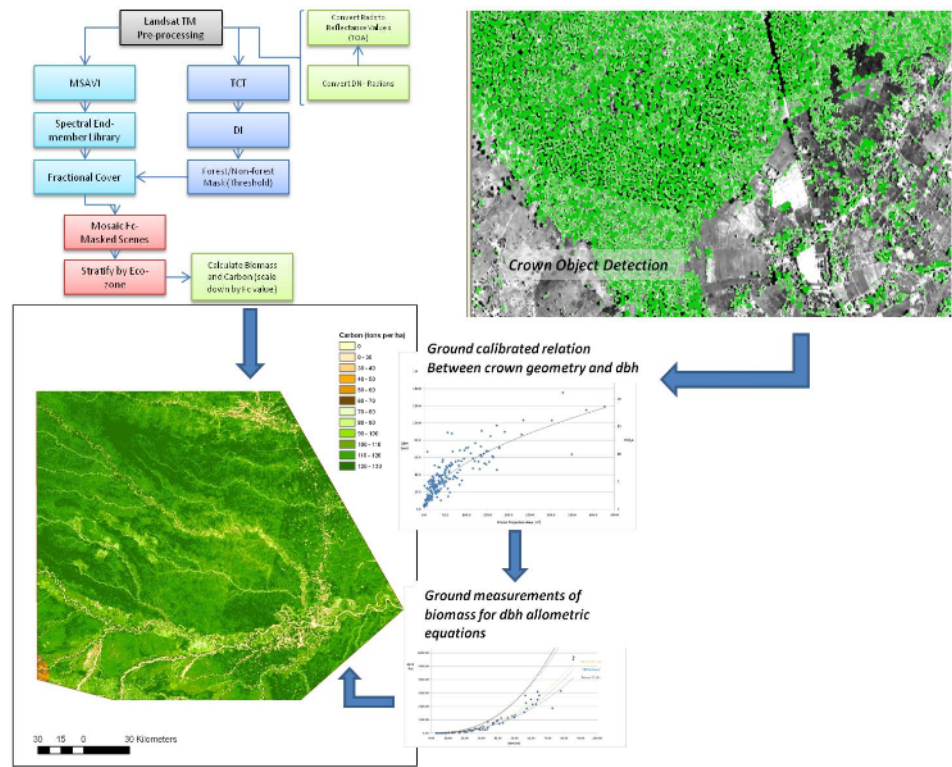 Landsat TM
Pre-processing
Convert Rads to
Reflectance Values
(TOA)
Convert DN - Radians
MSAVI
TCT
Spectral End-
member Library
DI
Fractional Cover
Forest/Non-forest
Mask (Threshold)
Mosaic Fc-
Masked Scenes
Stratify by Eco-
zone
Calculate Biomass
and Carbon (scale
down by Fc value)
Crown Object Detection
Carbon (tons per ha)
0
0 - 30
30 - 40
40 - 50
50 - 60
60 - 70
70 - 80
80 - 90
90 - 100
100 - 110
110 - 120
120 - 130
Ground calibrated relation
Between crown geometry and dbh
Ground measurements of
biomass for dbh allometric
equations
30 15 0 30 Kilometers